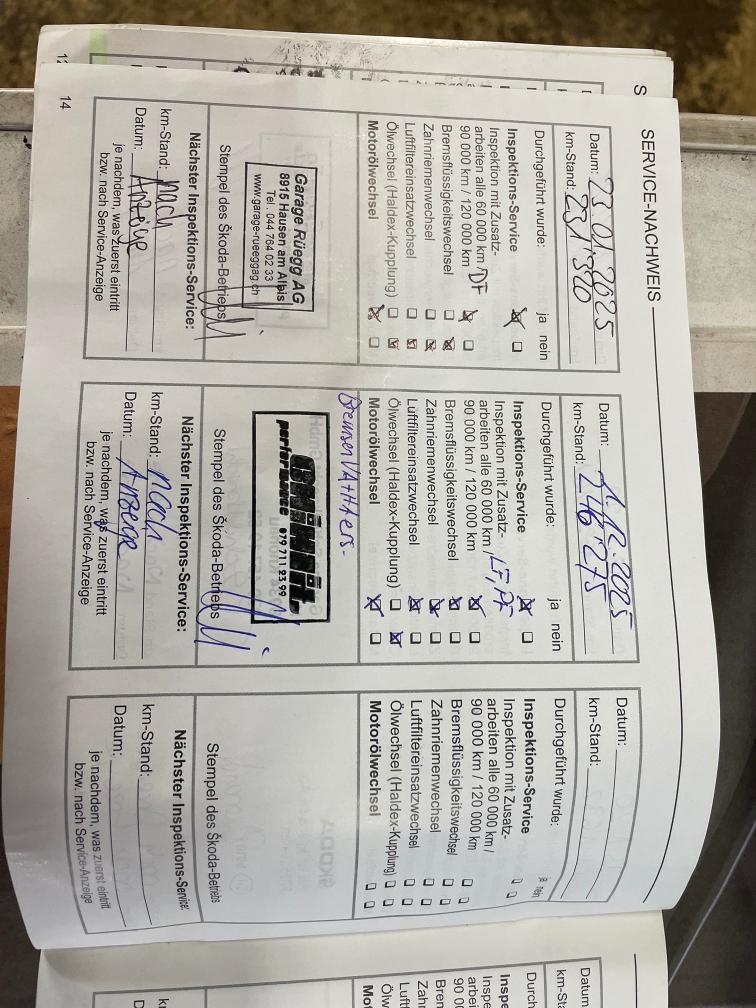 SERVICE-NACHWEIS
Datum: 23.01.2025
km-Stand: 231'320
Durchgeführt wurde: ja nein
Inspektions-Service
Inspektion mit Zusatz-
arbeiten alle 60 000 km /
90 000 km / 120 000 km
Bremsflüssigkeitswechsel
Zahnriemenwechsel
Luftfiltereinsatzwechsel
Ölwechsel (Haldex-Kupplung)
Motorölwechsel
Garage Rüegg AG
8915 Hausen am Albis
Tel. 044 764 02 33
www.garage-rueeggag.ch
Stempel des Škoda-Betriebs
Nächster Inspektions-Service:
km-Stand: nach
Datum: Anzeige
je nachdem, was zuerst eintritt
bzw. nach Service-Anzeige
14
Datum: 1.12.2025
km-Stand: 246'275
Durchgeführt wurde: ja nein
Inspektions-Service
Inspektion mit Zusatz-
arbeiten alle 60 000 km / LF, PF
90 000 km / 120 000 km
Bremsflüssigkeitswechsel
Zahnriemenwechsel
Luftfiltereinsatzwechsel
Ölwechsel (Haldex-Kupplung)
Motorölwechsel
Bremsen VA+H ers.
performance 079 711 23 99
Stempel des Škoda-Betriebs
Nächster Inspektions-Service:
km-Stand: nach
Datum: Anzeige
je nachdem, was zuerst eintritt
bzw. nach Service-Anzeige
Datum:
km-Stand:
Durchgeführt wurde: ja nein
Inspektions-Service
Inspektion mit Zusatz-
arbeiten alle 60 000 km /
90 000 km / 120 000 km
Bremsflüssigkeitswechsel
Zahnriemenwechsel
Luftfiltereinsatzwechsel
Ölwechsel (Haldex-Kupplung)
Motorölwechsel
Stempel des Škoda-Betriebs
Nächster Inspektions-Service:
km-Stand:
Datum:
je nachdem, was zuerst eintritt
bzw. nach Service-Anzeige